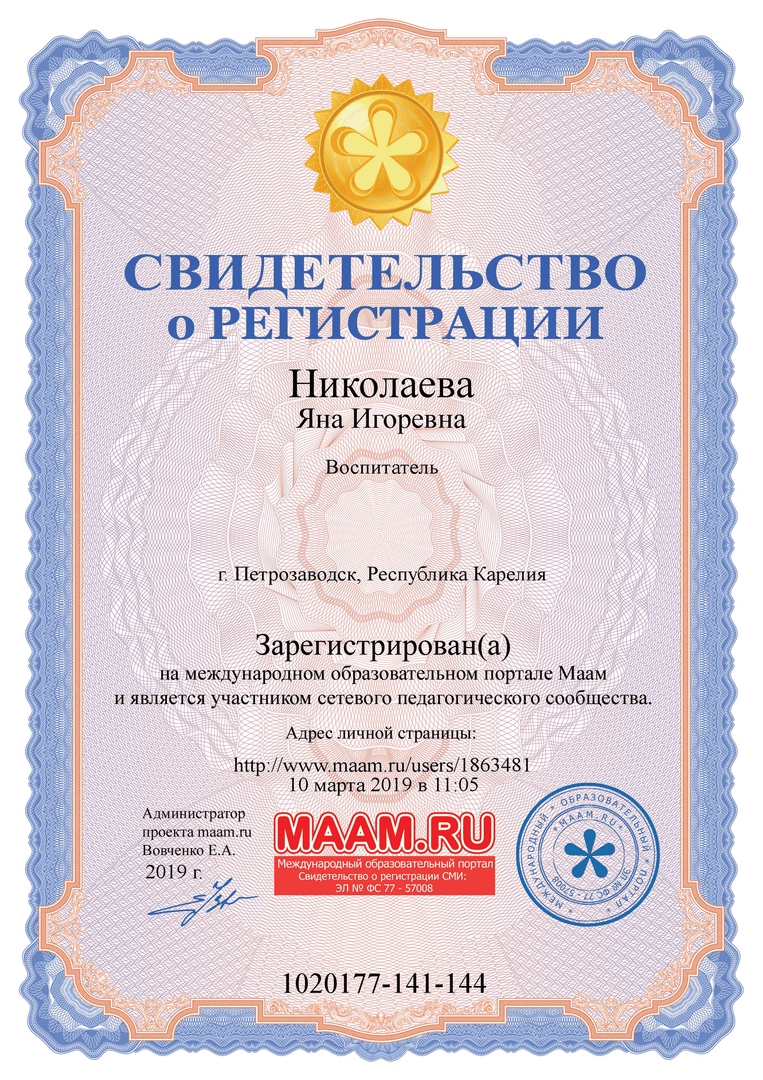 СВИДЕТЕЛЬСТВО
о РЕГИСТРАЦИИ
Николаева
Яна Игоревна
Воспитатель
г. Петрозаводск, Республика Карелия
Зарегистрирован(а)
на международном образовательном портале Маам
и является участником сетевого педагогического сообщества.
Адрес личной страницы:
http://www.maam.ru/users/1863481
10 марта 2019 в 11:05
Администратор
проекта maam.ru
Вовченко Е.А.
2019 г.
MAAM.RU
Международный образовательный портал
Свидетельство о регистрации СМИ:
ЭЛ № ФС 77 - 57008
* МЕЖДУНАРОДНЫЙ * ОБРАЗОВАТЕЛЬНЫЙ * ПОРТАЛ *
* MAAM.RU *
ЭЛ № ФС 77 - 57008
1020177-141-144